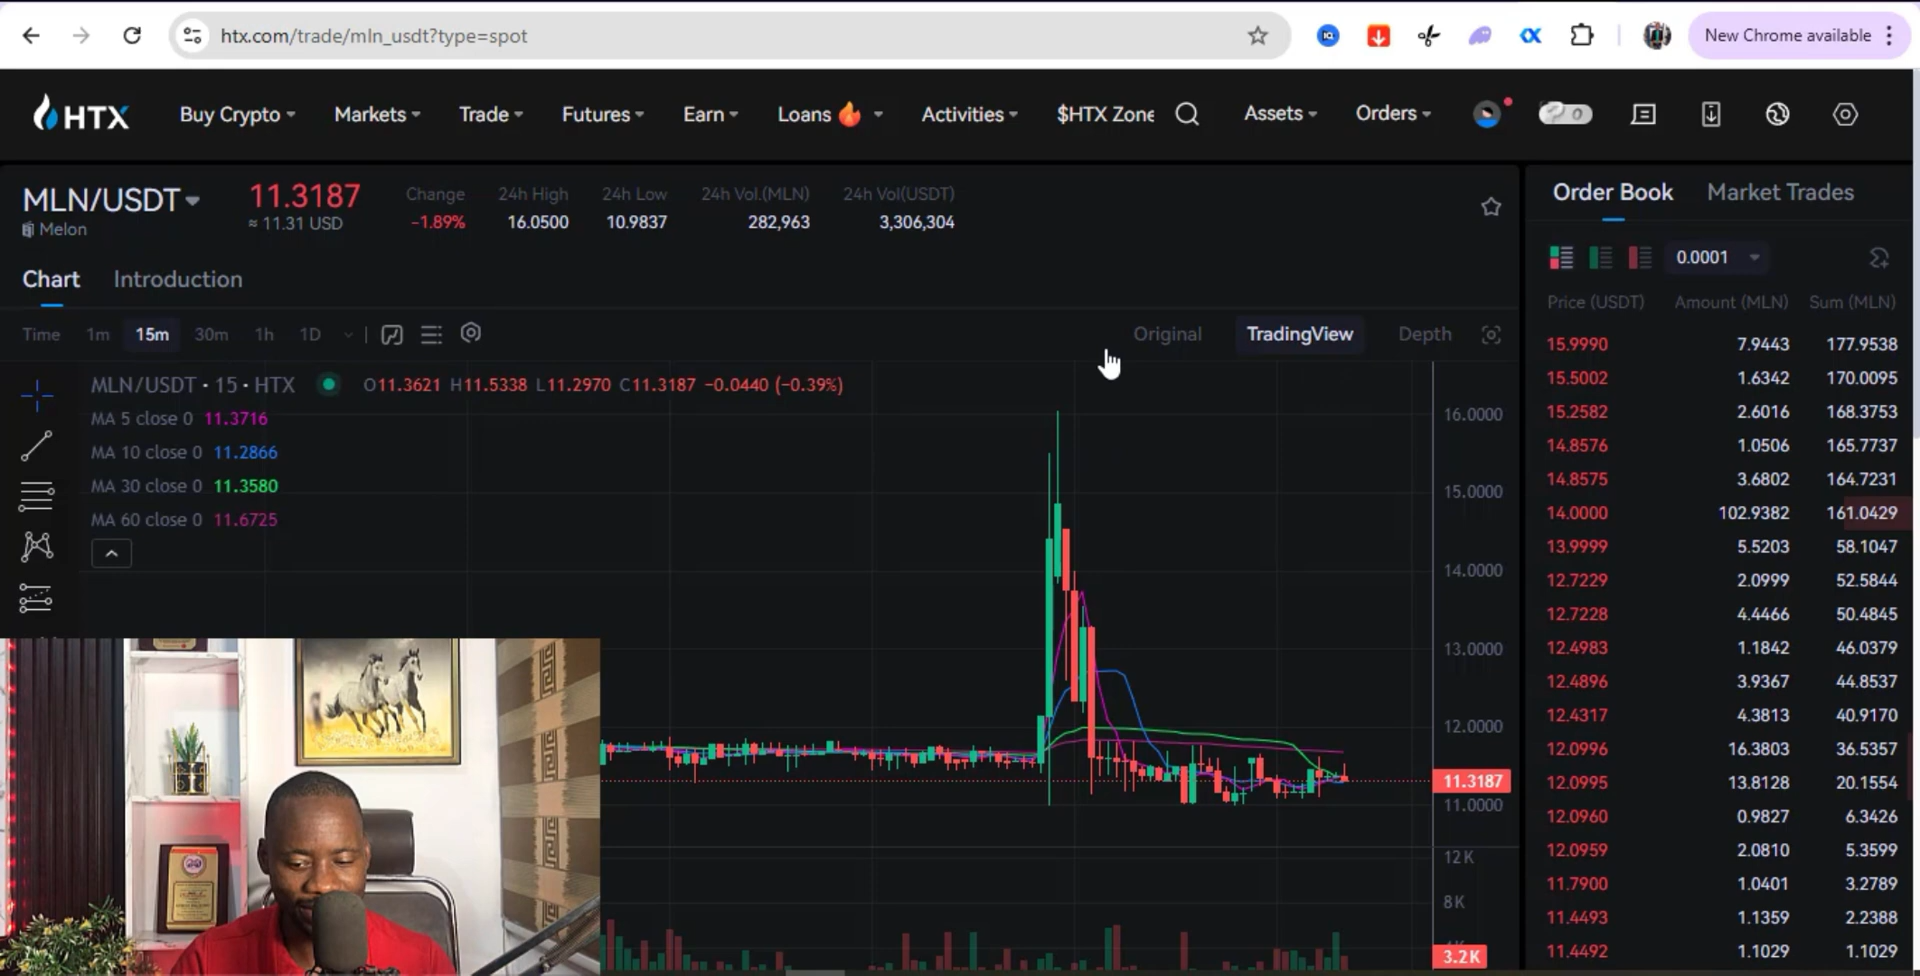 htx.com/trade/mln_usdt?type=spot
New Chrome available
HTX
Buy Crypto
Markets
Trade
Futures
Earn
Loans
Activities
$HTX Zone
Assets
Orders
MLN/USDT
Melon
11.3187
≈ 11.31 USD
Change
-1.89%
24h High
16.0500
24h Low
10.9837
24h Vol.(MLN)
282,963
24h Vol(USDT)
3,306,304
Chart
Introduction
Time 1m 15m 30m 1h 1D
Original
TradingView
Depth
MLN/USDT · 15 · HTX O11.3621 H11.5338 L11.2970 C11.3187 −0.0440 (−0.39%)
MA 5 close 0 11.3716
MA 10 close 0 11.2866
MA 30 close 0 11.3580
MA 60 close 0 11.6725
16.0000
15.0000
14.0000
13.0000
12.0000
11.3187
11.0000
12 K
8 K
3.2K
Order Book
Market Trades
0.0001
Price (USDT) Amount (MLN) Sum (MLN)
15.9990 7.9443 177.9538
15.5002 1.6342 170.0095
15.2582 2.6016 168.3753
14.8576 1.0506 165.7737
14.8575 3.6802 164.7231
14.0000 102.9382 161.0429
13.9999 5.5203 58.1047
12.7229 2.0999 52.5844
12.7228 4.4466 50.4845
12.4983 1.1842 46.0379
12.4896 3.9367 44.8537
12.4317 4.3813 40.9170
12.0996 16.3803 36.5357
12.0995 13.8128 20.1554
12.0960 0.9827 6.3426
12.0959 2.0810 5.3599
11.7900 1.0401 3.2789
11.4493 1.1359 2.2388
11.4492 1.1029 1.1029